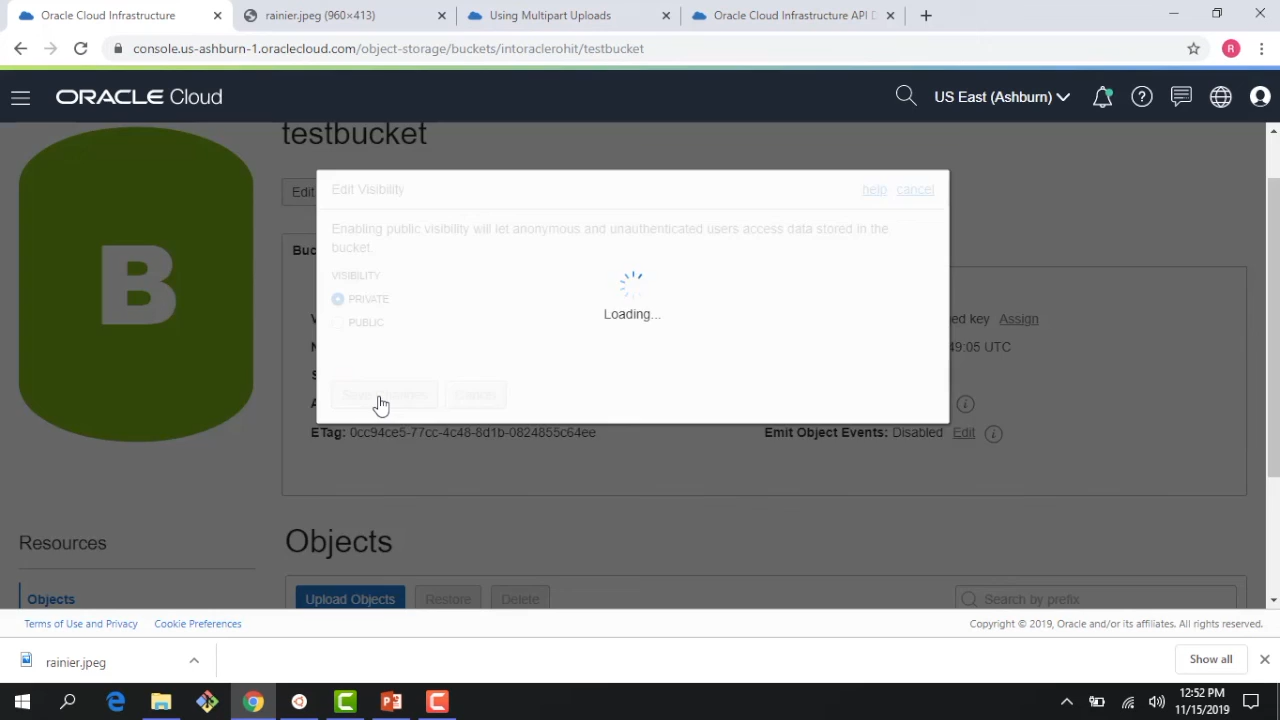 Oracle Cloud Infrastructure
rainier.jpeg (960×413)
Using Multipart Uploads
Oracle Cloud Infrastructure API D
console.us-ashburn-1.oraclecloud.com/object-storage/buckets/intoraclerohit/testbucket
R
ORACLE Cloud
US East (Ashburn)
testbucket
B
Edit
Edit Visibility
help
cancel
Enabling public visibility will let anonymous and unauthenticated users access data stored in the
bucket.
VISIBILITY
PRIVATE
PUBLIC
Loading...
Cancel
ed key Assign
49:05 UTC
ETag: 0cc94ce5-77cc-4c48-8d1b-0824855c64ee
Emit Object Events: Disabled Edit
Resources
Objects
Objects
Upload Objects
Restore
Delete
Search by prefix
Terms of Use and Privacy
Cookie Preferences
Copyright © 2019, Oracle and/or its affiliates. All rights reserved.
rainier.jpeg
Show all
12:52 PM
11/15/2019